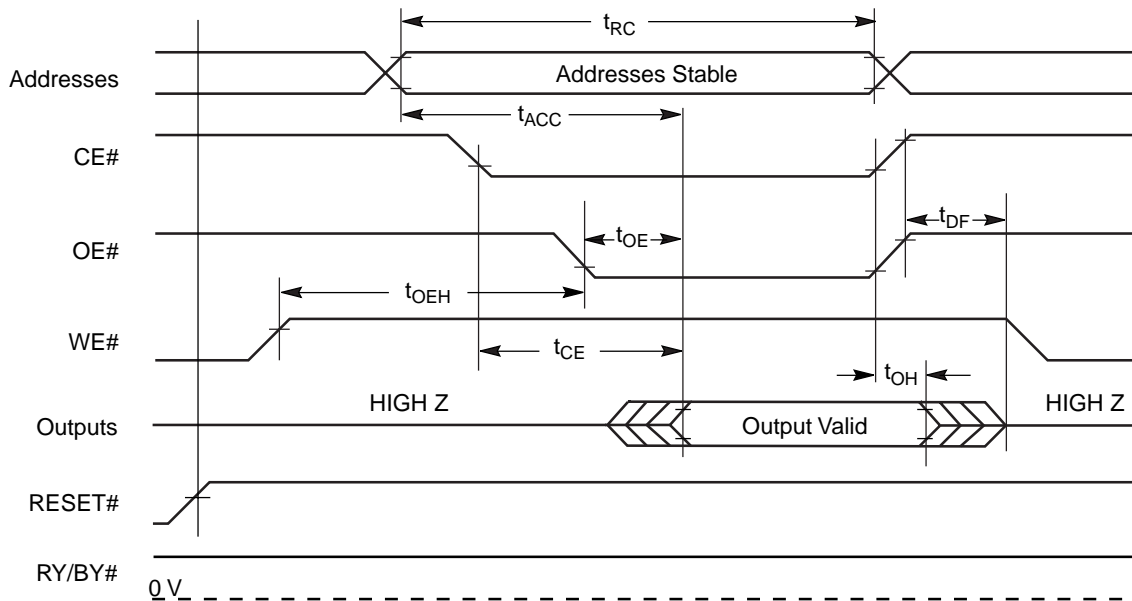 tRC
Addresses
Addresses Stable
tACC
CE#
tDF
OE#
tOE
tOEH
WE#
tCE
tOH
HIGH Z
HIGH Z
Outputs
Output Valid
RESET#
RY/BY#
0 V